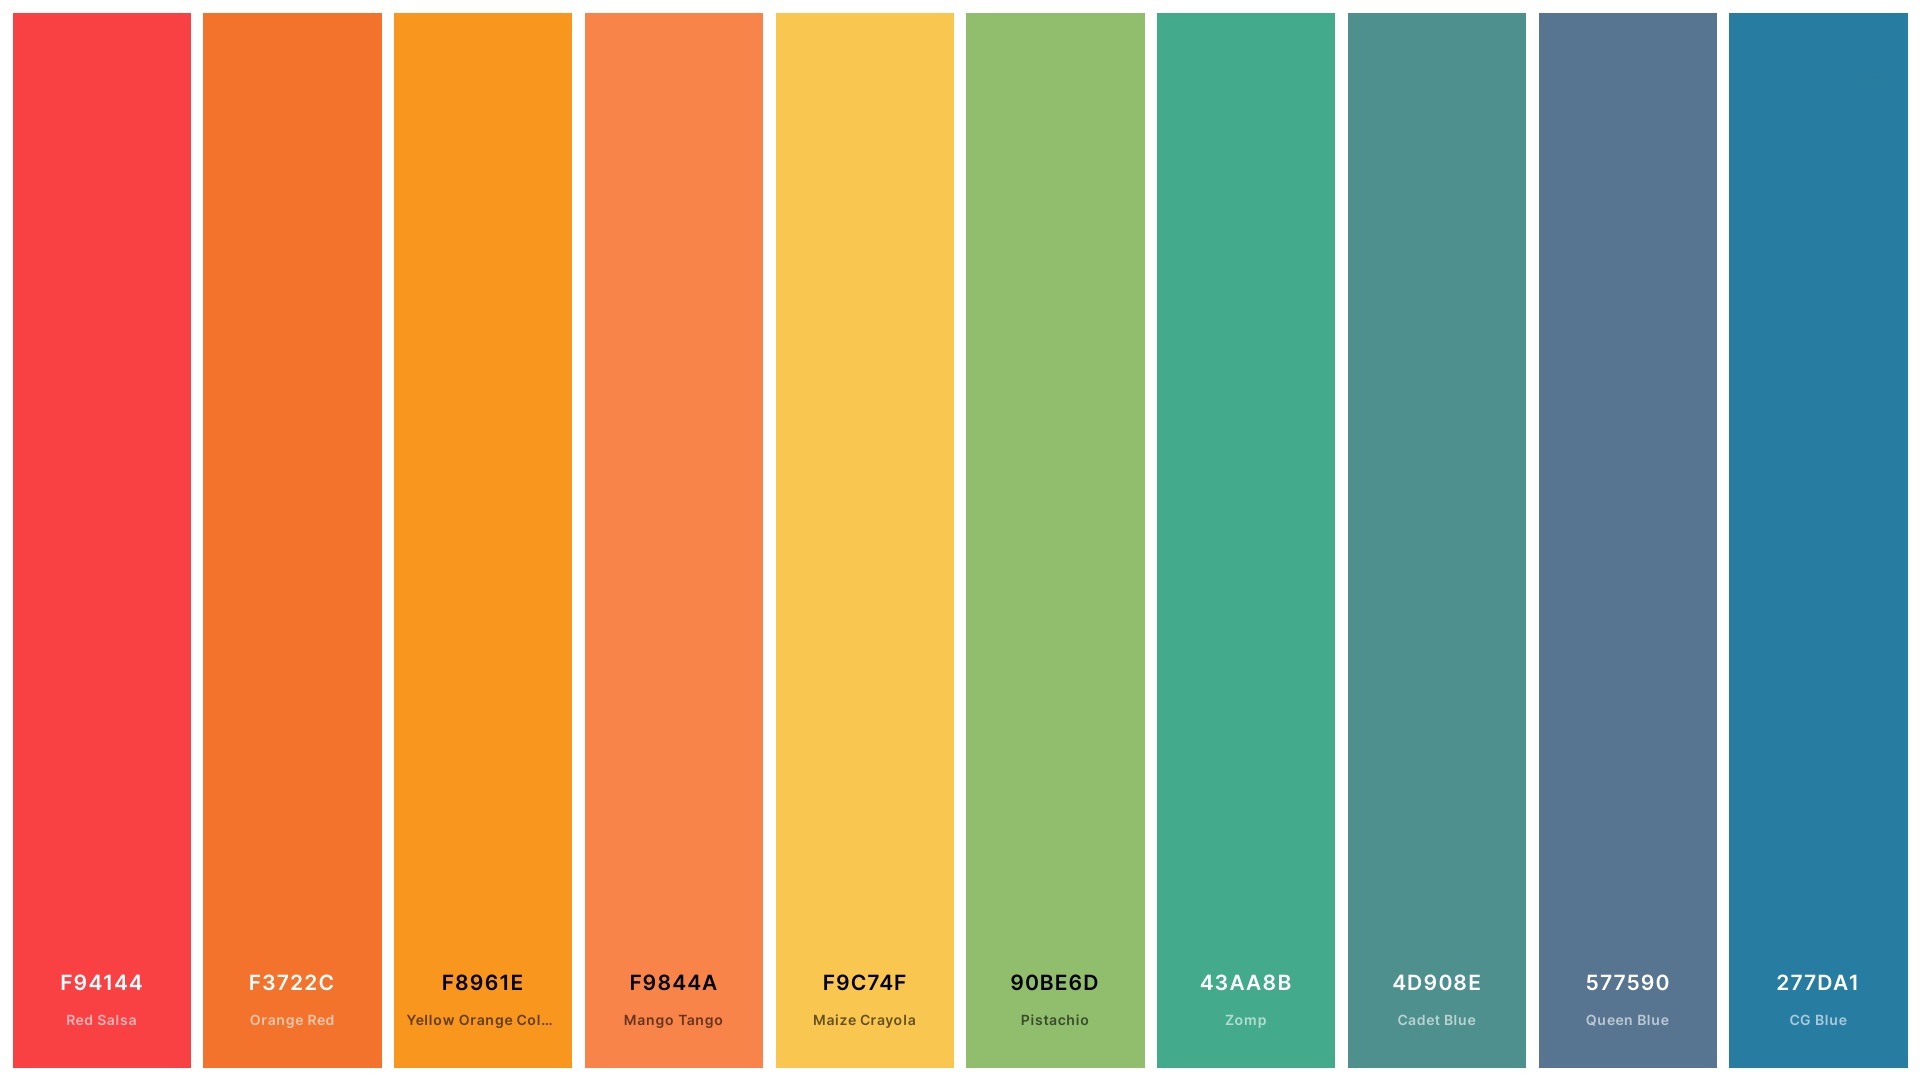 F94144
Red Salsa
F3722C
Orange Red
F8961E
Yellow Orange Col...
F9844A
Mango Tango
F9C74F
Maize Crayola
90BE6D
Pistachio
43AA8B
Zomp
4D908E
Cadet Blue
577590
Queen Blue
277DA1
CG Blue